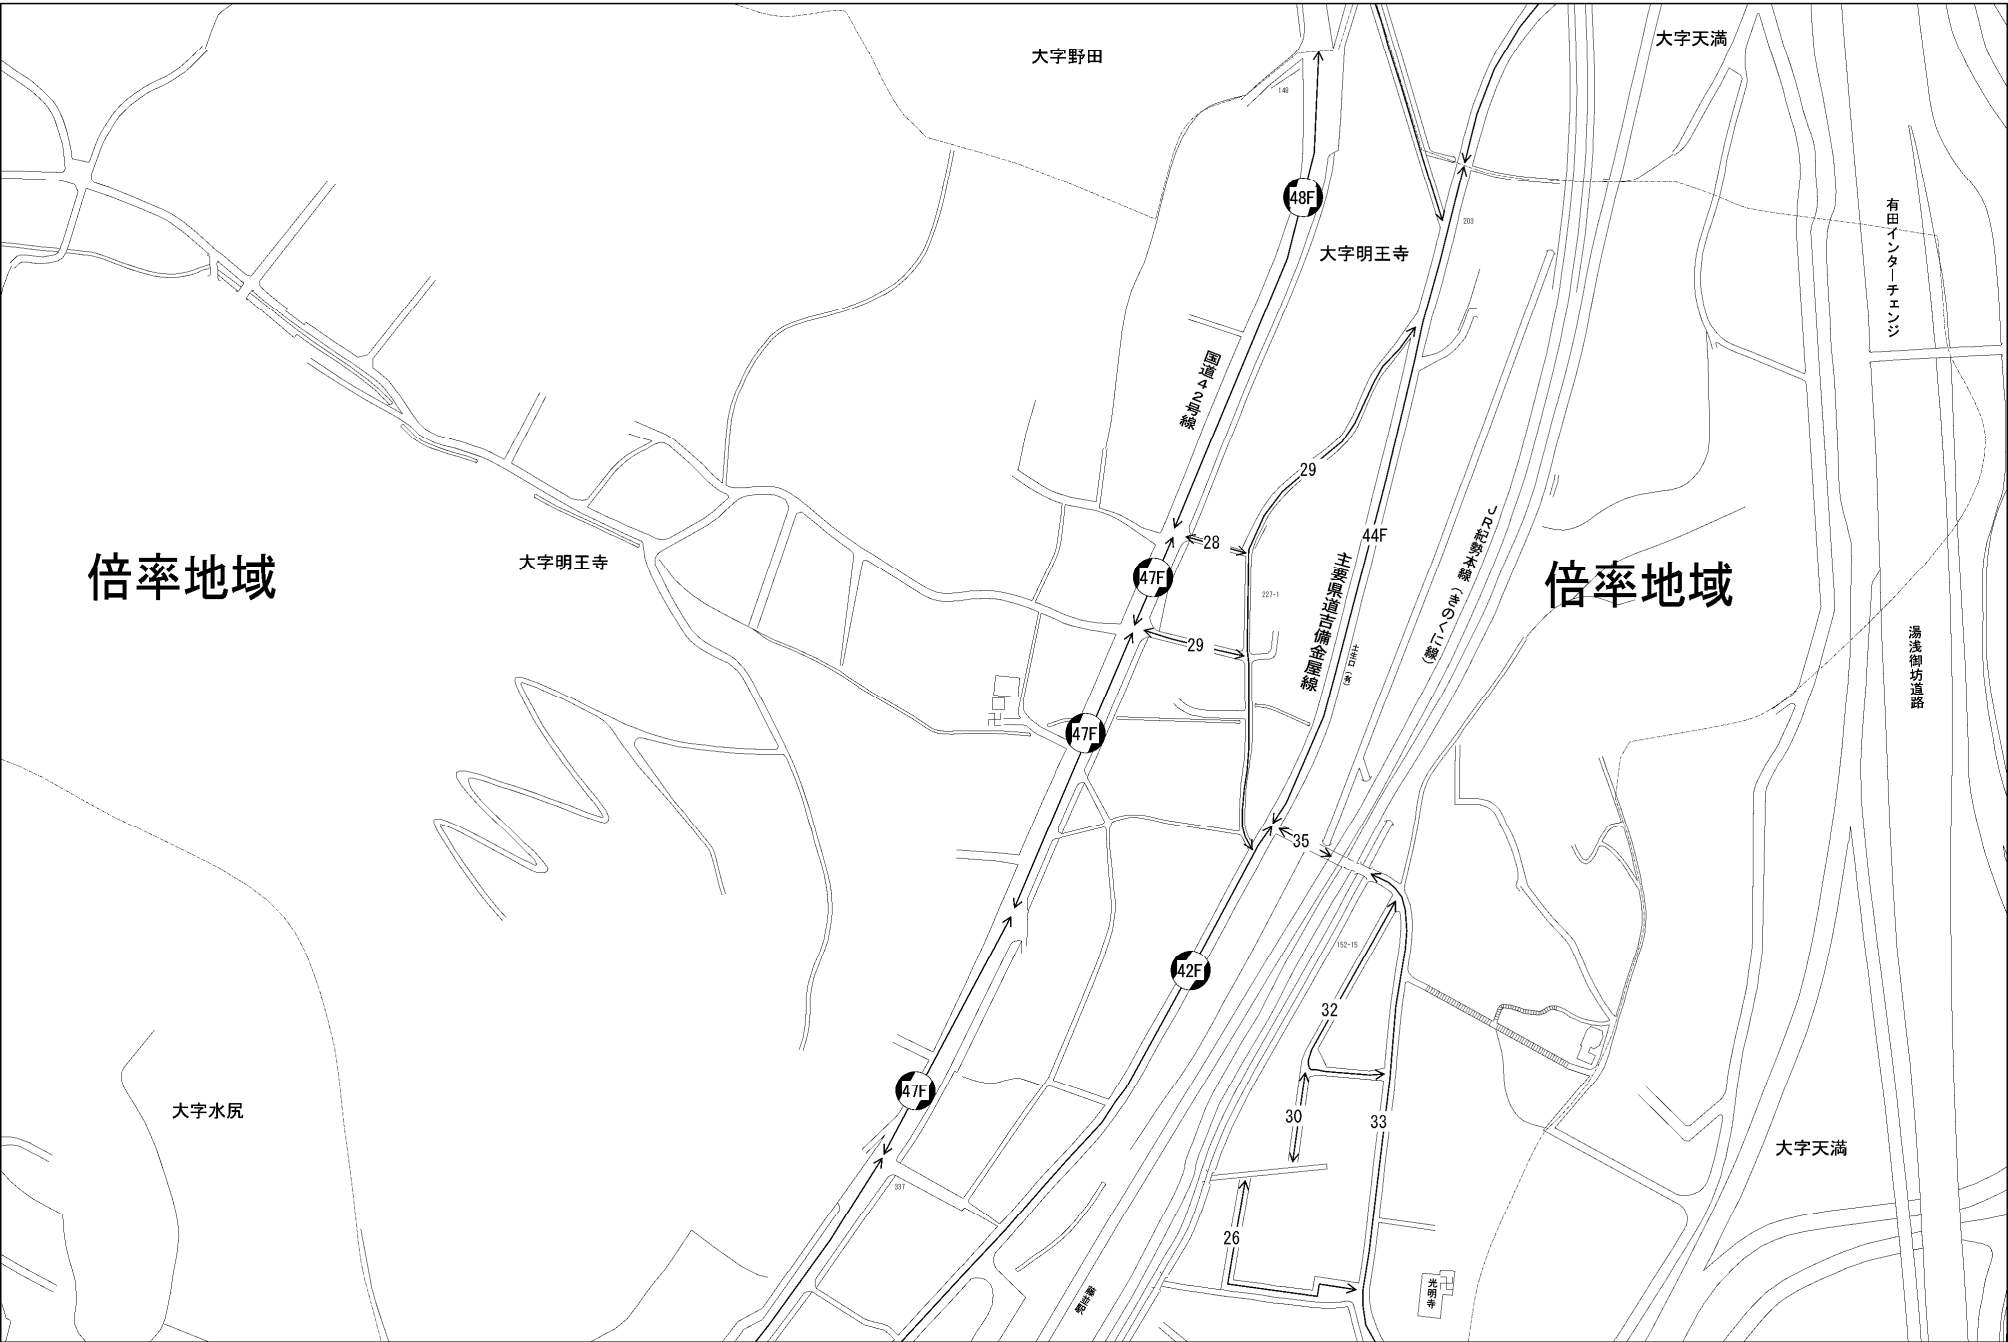 大字天満
大字野田
148
48F
有田インターチェンジ
203
大字明王寺
国道42号線
29
JR紀勢本線(きのくに線)
44F
28
主要県道吉備金屋線
大字明王寺
倍率地域
47F
倍率地域
227-1
29
土生口(有)
湯浅御坊道路
47F
35
152-15
42F
32
47F
大字水尻
30
33
大字天満
337
26
光明寺
藤並駅